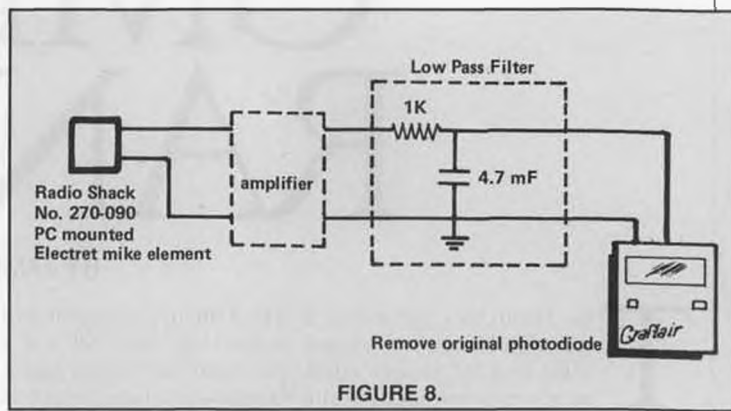 Low Pass Filter
1K
4.7 mF
amplifier
Radio Shack
No. 270-090
PC mounted
Electret mike element
Remove original photodiode
FIGURE 8.